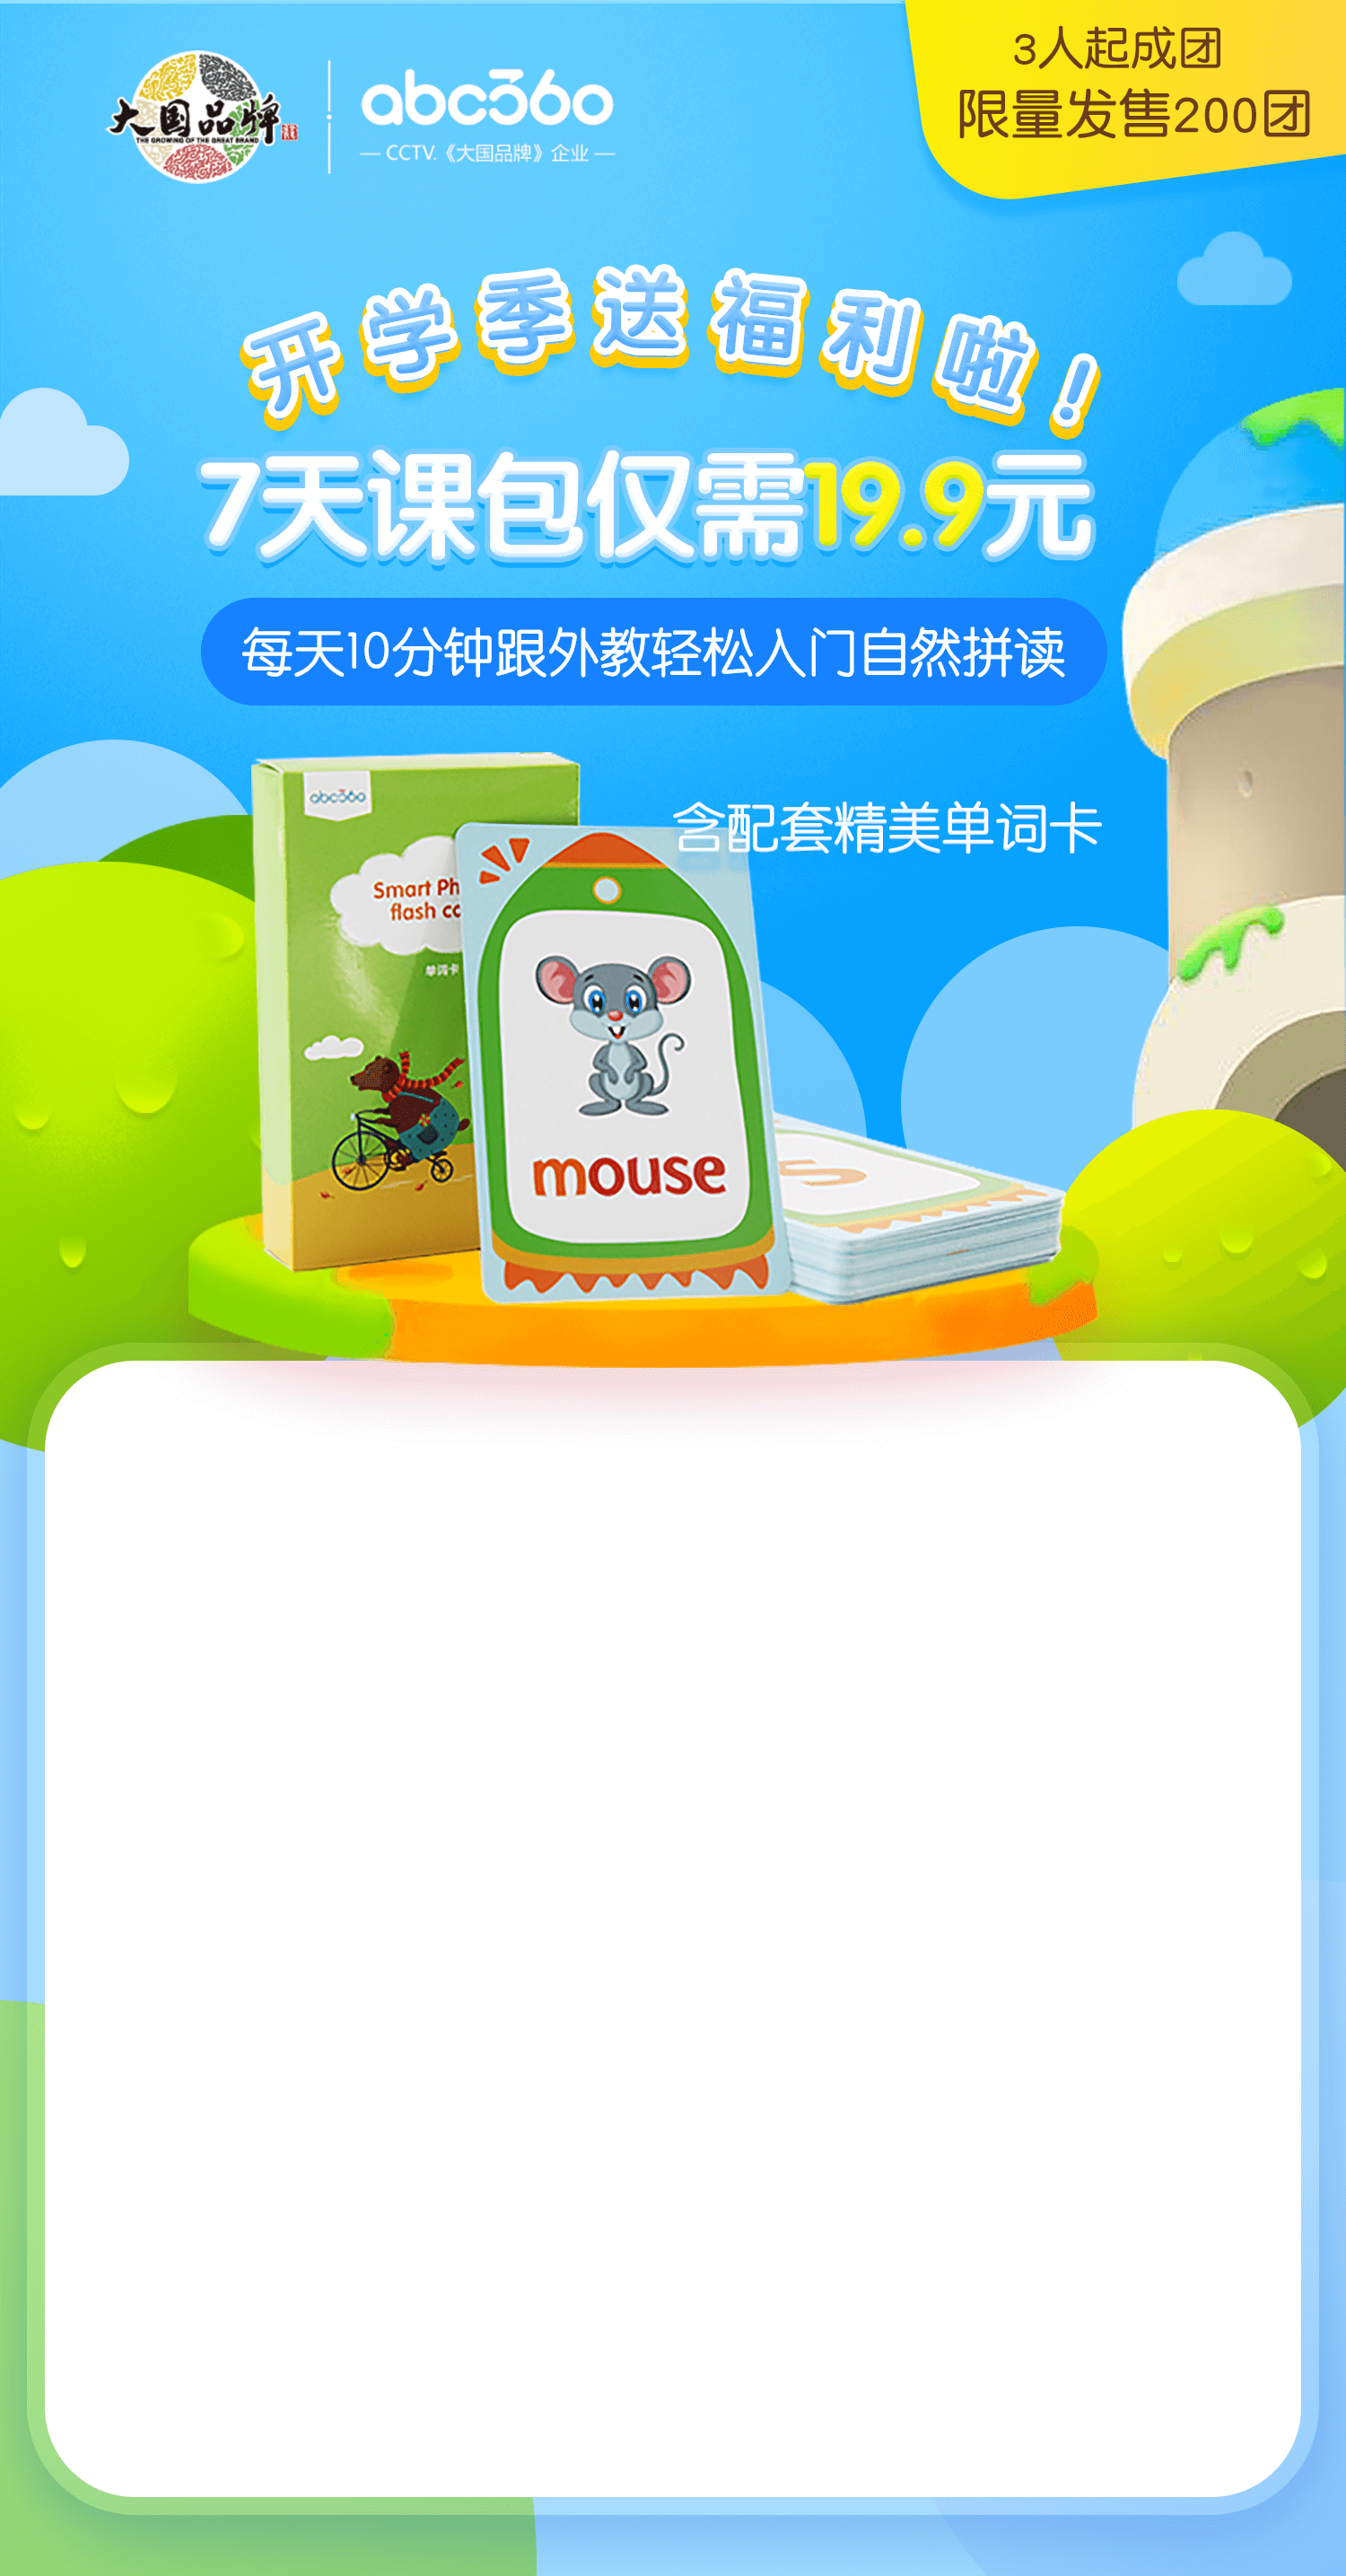 3人起成团
限量发售200团
大国品牌
THE GROWING OF THE GREAT BRAND
abc360
— CCTV.《大国品牌》企业 —
开学季送福利啦!
7天课包仅需19.9元
每天10分钟跟外教轻松入门自然拼读
含配套精美单词卡
abc360
Smart Ph
flash ca
单词卡
mouse
S